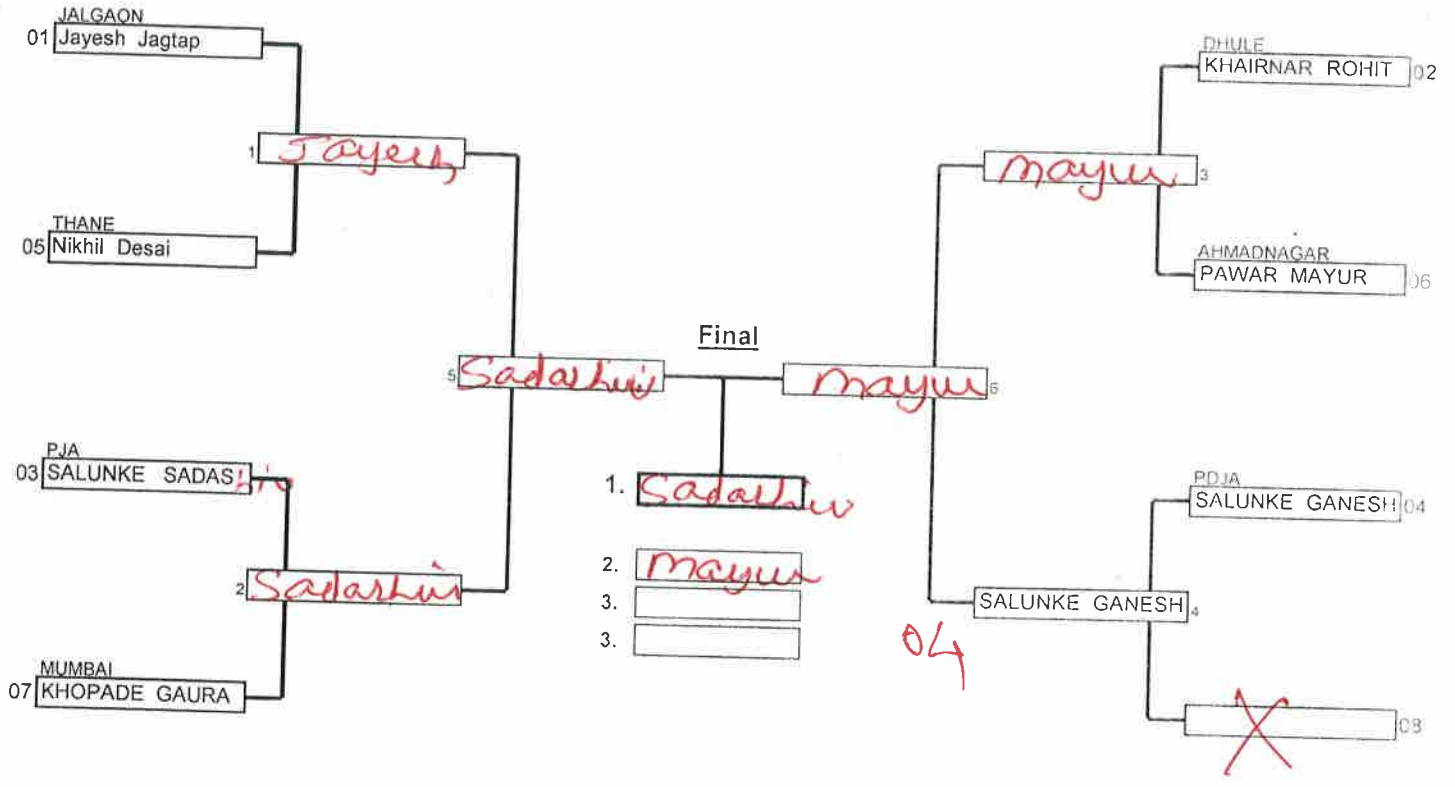 JALGAON
01 Jayesh Jagtap
1 Jayesh
THANE
05 Nikhil Desai
5 Sadashiv
PJA
03 SALUNKE SADAShiv
2 Sadashiv
MUMBAI
07 KHOPADE GAURA
Final
1. Sadashiv
2. Mayur
3.
3.
DHULE
KHAIRNAR ROHIT 02
Mayur 3
AHMADNAGAR
PAWAR MAYUR 06
Mayur 6
PDJA
SALUNKE GANESH 04
SALUNKE GANESH 4
04
X 08